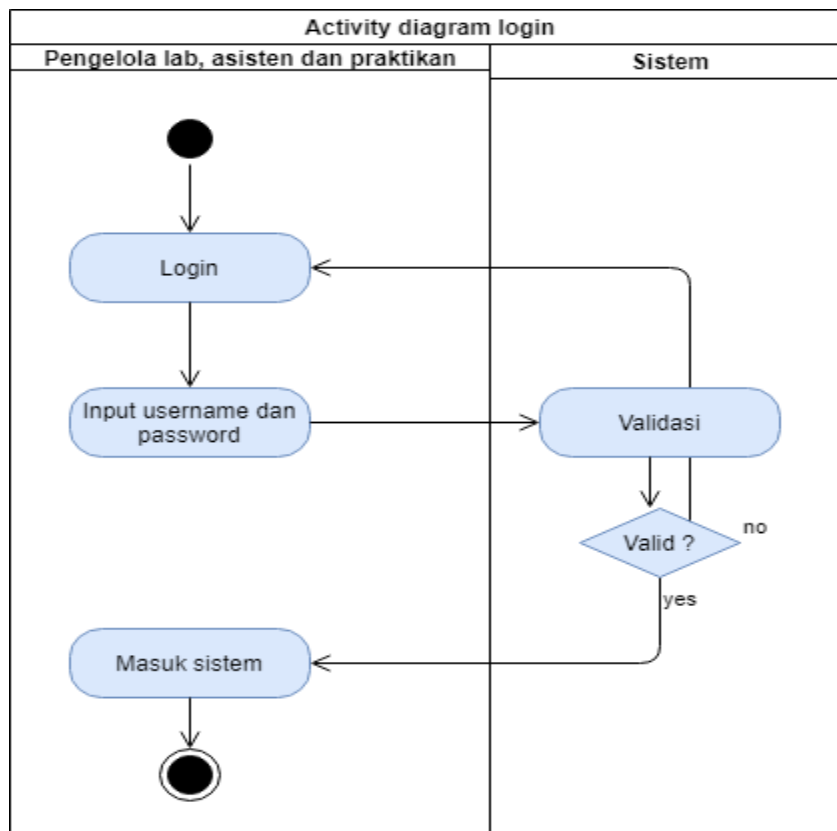 Activity diagram login
Pengelola lab, asisten dan praktikan
Sistem
Login
Input username dan
password
Validasi
Valid ?
no
yes
Masuk sistem